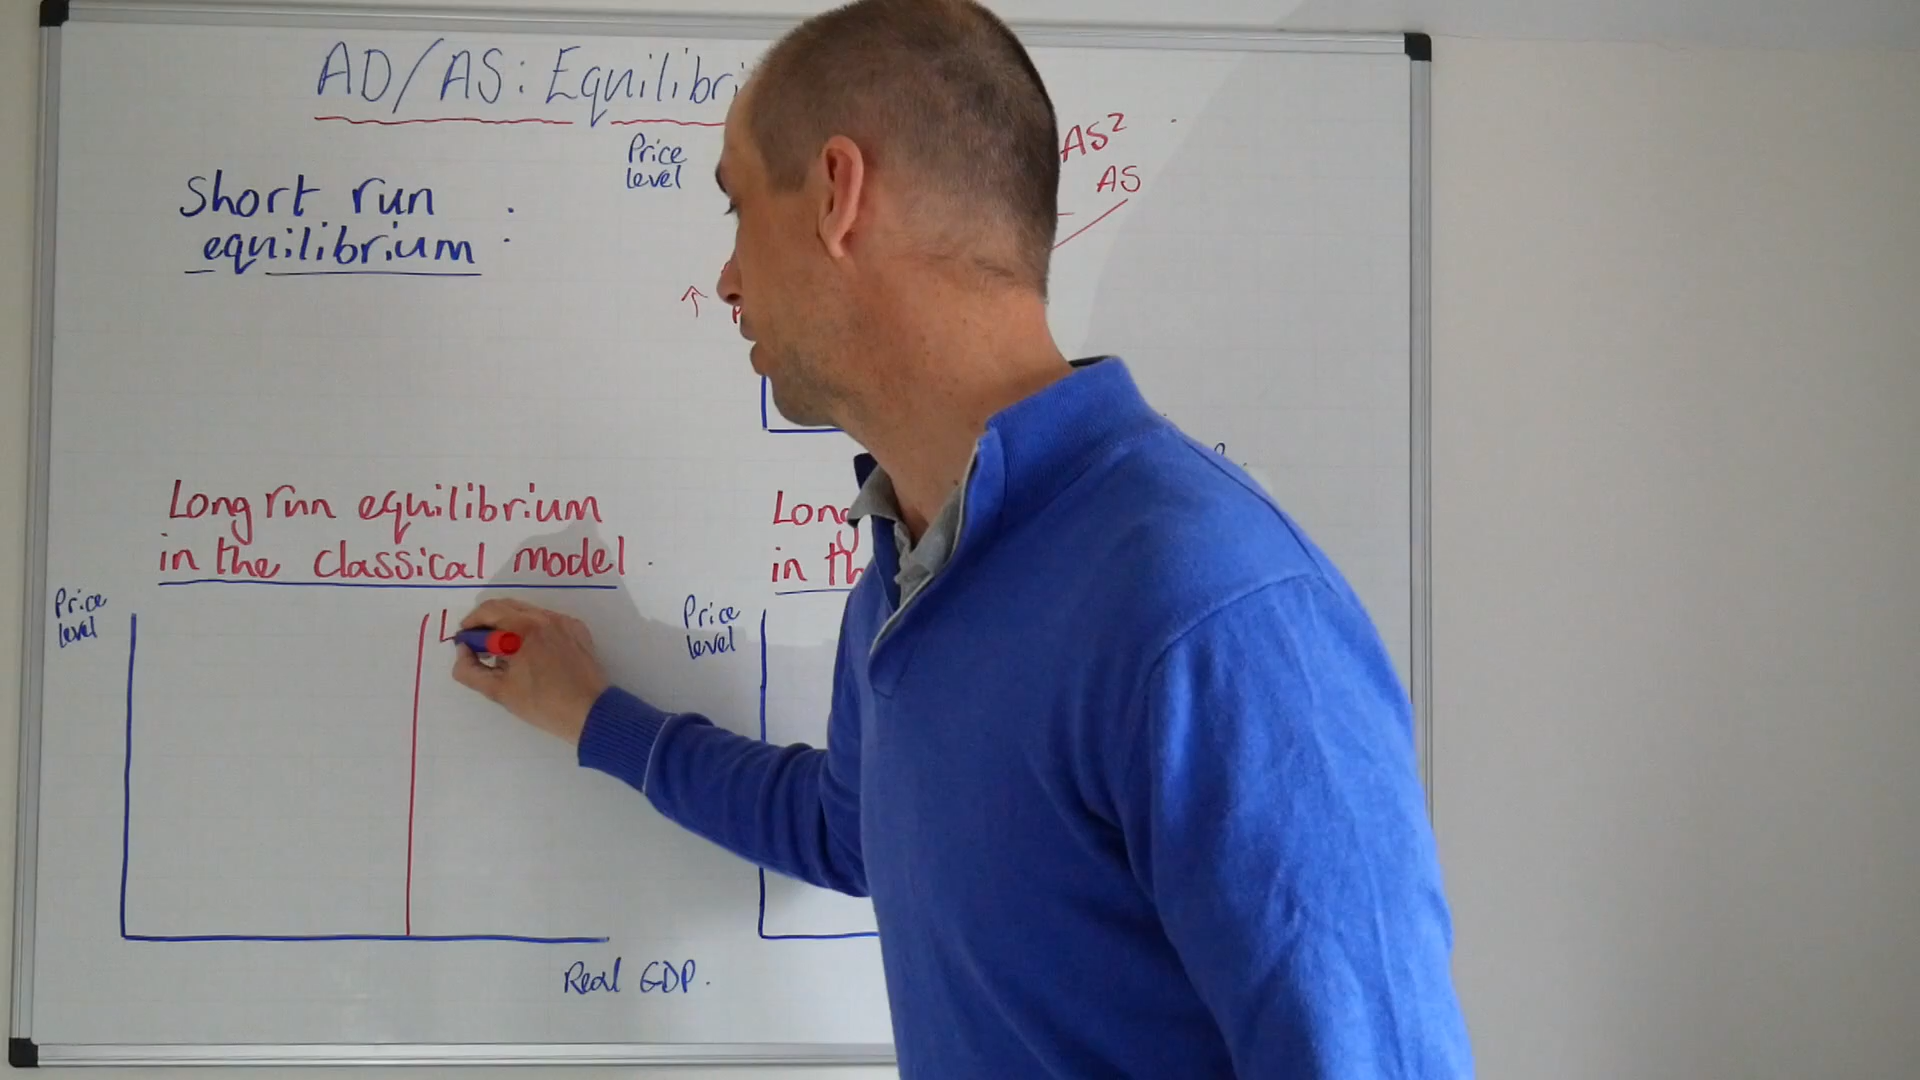 AD/AS: Equilibri
Price
level
AS²
AS
Short run
equilibrium
Long run equilibrium
in the classical model.
Long
in th
Price
level
L
Price
level
Real GDP.